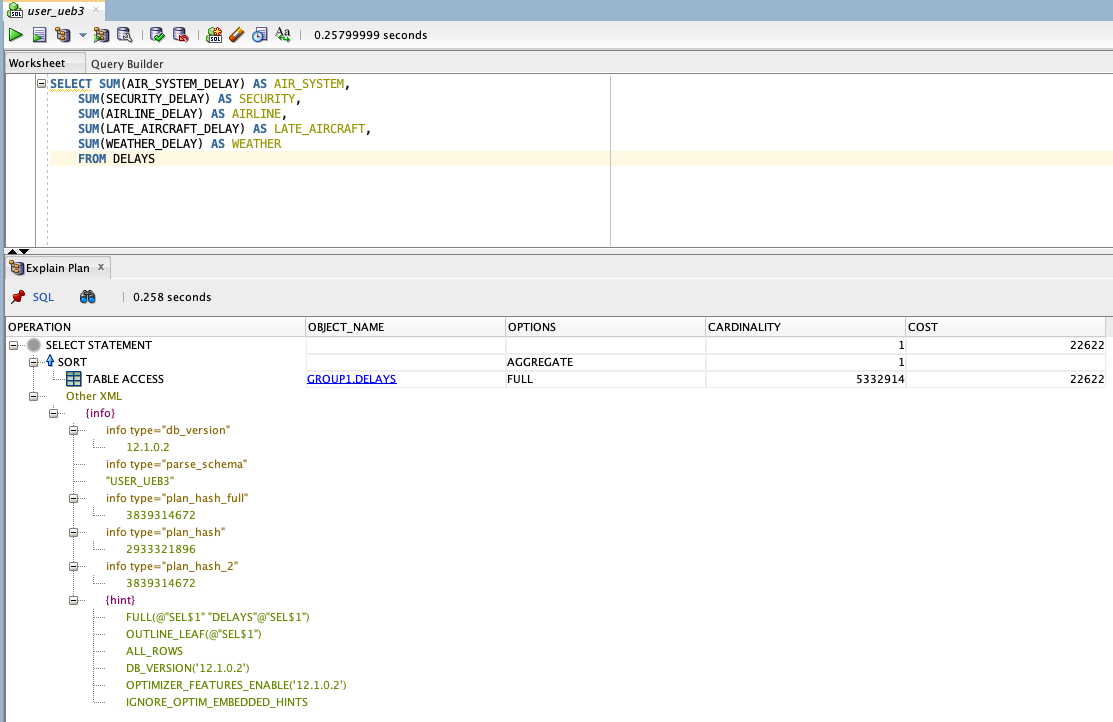 user_ueb3
0.25799999 seconds
Worksheet Query Builder
SELECT SUM(AIR_SYSTEM_DELAY) AS AIR_SYSTEM,
SUM(SECURITY_DELAY) AS SECURITY,
SUM(AIRLINE_DELAY) AS AIRLINE,
SUM(LATE_AIRCRAFT_DELAY) AS LATE_AIRCRAFT,
SUM(WEATHER_DELAY) AS WEATHER
FROM DELAYS
Explain Plan x
SQL 0.258 seconds
OPERATION OBJECT_NAME OPTIONS CARDINALITY COST
SELECT STATEMENT 1 22622
SORT AGGREGATE 1
TABLE ACCESS GROUP1.DELAYS FULL 5332914 22622
Other XML
{info}
info type="db_version"
12.1.0.2
info type="parse_schema"
"USER_UEB3"
info type="plan_hash_full"
3839314672
info type="plan_hash"
2933321896
info type="plan_hash_2"
3839314672
{hint}
FULL(@"SEL$1" "DELAYS"@"SEL$1")
OUTLINE_LEAF(@"SEL$1")
ALL_ROWS
DB_VERSION('12.1.0.2')
OPTIMIZER_FEATURES_ENABLE('12.1.0.2')
IGNORE_OPTIM_EMBEDDED_HINTS